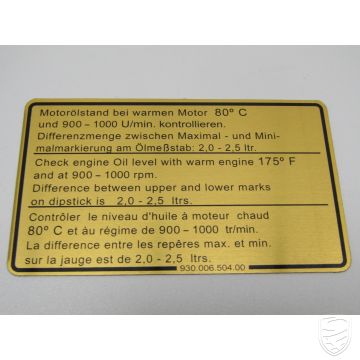 Motorölstand bei warmen Motor 80° C
und 900 - 1000 U/min. kontrollieren.
Differenzmenge zwischen Maximal - und Mini-
malmarkierung am Ölmeßstab: 2,0 - 2,5 ltr.
Check engine Oil level with warm engine 175° F
and at 900 – 1000 rpm.
Difference between upper and lower marks
on dipstick is 2,0 - 2,5 ltrs.
Contrôler le niveau d'huile à moteur chaud
80° C et àu régime de 900 - 1000 tr/min.
La difference entre les repêres max. et min.
sur la jauge est de 2,0 - 2,5 ltrs.
930.006.504.00